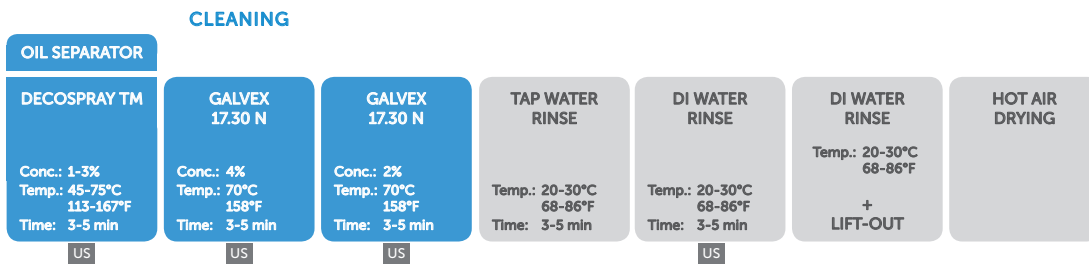 CLEANING
OIL SEPARATOR
DECOSPRAY TM
Conc.: 1-3%
Temp.: 45-75°C
113-167°F
Time: 3-5 min
US
GALVEX
17.30 N
Conc.: 4%
Temp.: 70°C
158°F
Time: 3-5 min
US
GALVEX
17.30 N
Conc.: 2%
Temp.: 70°C
158°F
Time: 3-5 min
US
TAP WATER
RINSE
Temp.: 20-30°C
68-86°F
Time: 3-5 min
DI WATER
RINSE
Temp.: 20-30°C
68-86°F
Time: 3-5 min
US
DI WATER
RINSE
Temp.: 20-30°C
68-86°F
+
LIFT-OUT
HOT AIR
DRYING